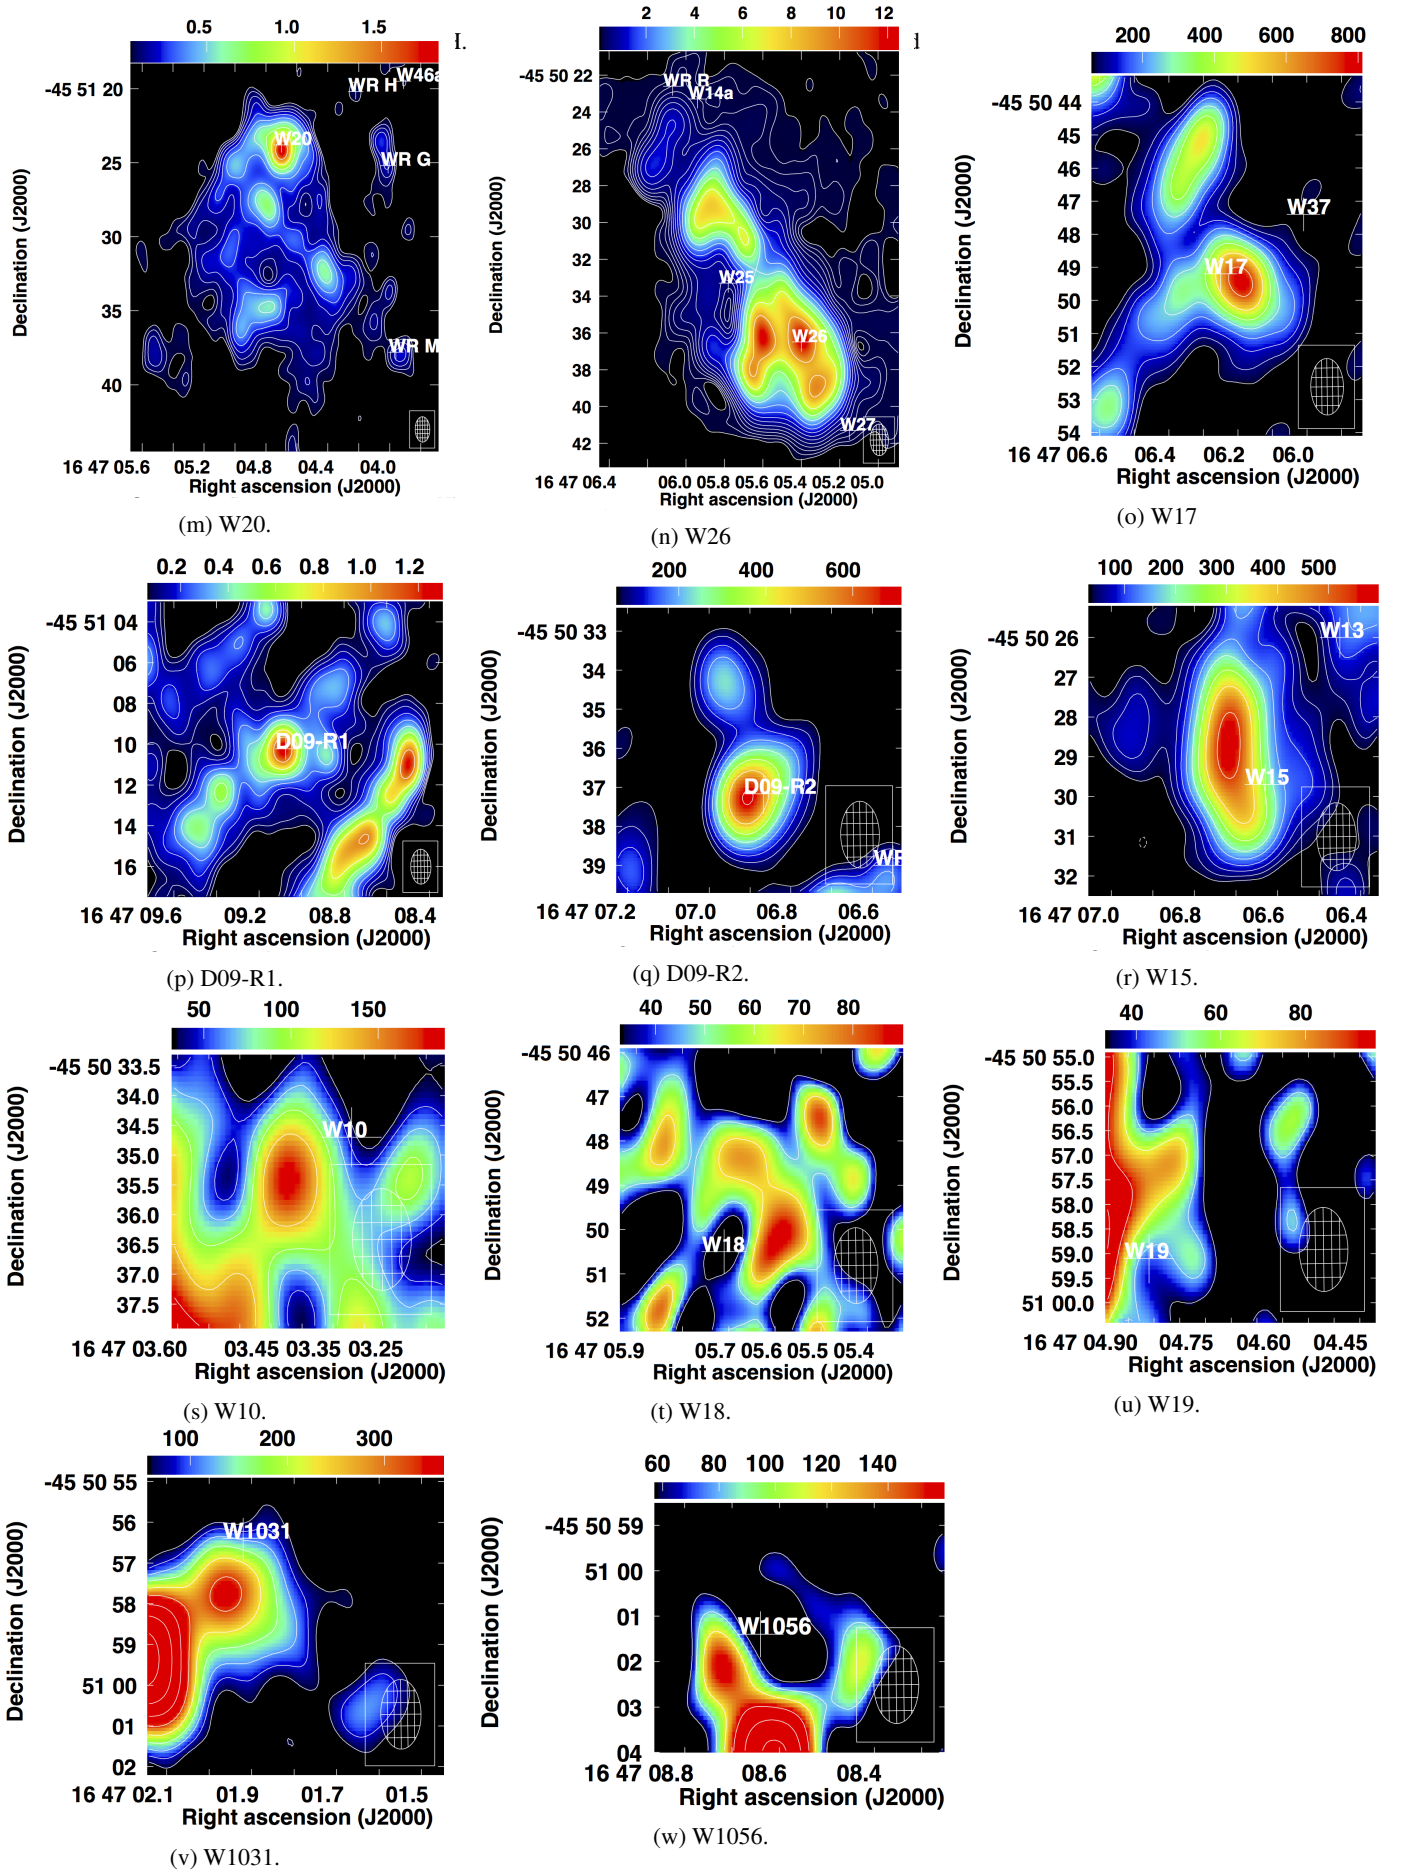 0.5 1.0 1.5
-45 51 20
25
30
35
40
Declination (J2000)
WR H
W46a
W20
WR G
WR M
16 47 05.6 05.2 04.8 04.4 04.0
Right ascension (J2000)
(m) W20.
2 4 6 8 10 12
-45 50 22
24
26
28
30
32
34
36
38
40
42
Declination (J2000)
WR R
W14a
W25
W26
W27
16 47 06.4 06.0 05.8 05.6 05.4 05.2 05.0
Right ascension (J2000)
(n) W26
200 400 600 800
-45 50 44
45
46
47
48
49
50
51
52
53
54
Declination (J2000)
W37
W17
16 47 06.6 06.4 06.2 06.0
Right ascension (J2000)
(o) W17
0.2 0.4 0.6 0.8 1.0 1.2
-45 51 04
06
08
10
12
14
16
Declination (J2000)
D09-R1
16 47 09.6 09.2 08.8 08.4
Right ascension (J2000)
(p) D09-R1.
200 400 600
-45 50 33
34
35
36
37
38
39
Declination (J2000)
D09-R2
16 47 07.2 07.0 06.8 06.6
Right ascension (J2000)
(q) D09-R2.
100 200 300 400 500
-45 50 26
27
28
29
30
31
32
Declination (J2000)
W13
W15
16 47 07.0 06.8 06.6 06.4
Right ascension (J2000)
(r) W15.
50 100 150
-45 50 33.5
34.0
34.5
35.0
35.5
36.0
36.5
37.0
37.5
Declination (J2000)
W10
16 47 03.60 03.45 03.35 03.25
Right ascension (J2000)
(s) W10.
40 50 60 70 80
-45 50 46
47
48
49
50
51
52
Declination (J2000)
W18
16 47 05.9 05.7 05.6 05.5 05.4
Right ascension (J2000)
(t) W18.
40 60 80
-45 50 55.0
55.5
56.0
56.5
57.0
57.5
58.0
58.5
59.0
59.5
51 00.0
Declination (J2000)
W19
16 47 04.90 04.75 04.60 04.45
Right ascension (J2000)
(u) W19.
100 200 300
-45 50 55
56
57
58
59
51 00
01
02
Declination (J2000)
W1031
16 47 02.1 01.9 01.7 01.5
Right ascension (J2000)
(v) W1031.
60 80 100 120 140
-45 50 59
51 00
01
02
03
04
Declination (J2000)
W1056
16 47 08.8 08.6 08.4
Right ascension (J2000)
(w) W1056.